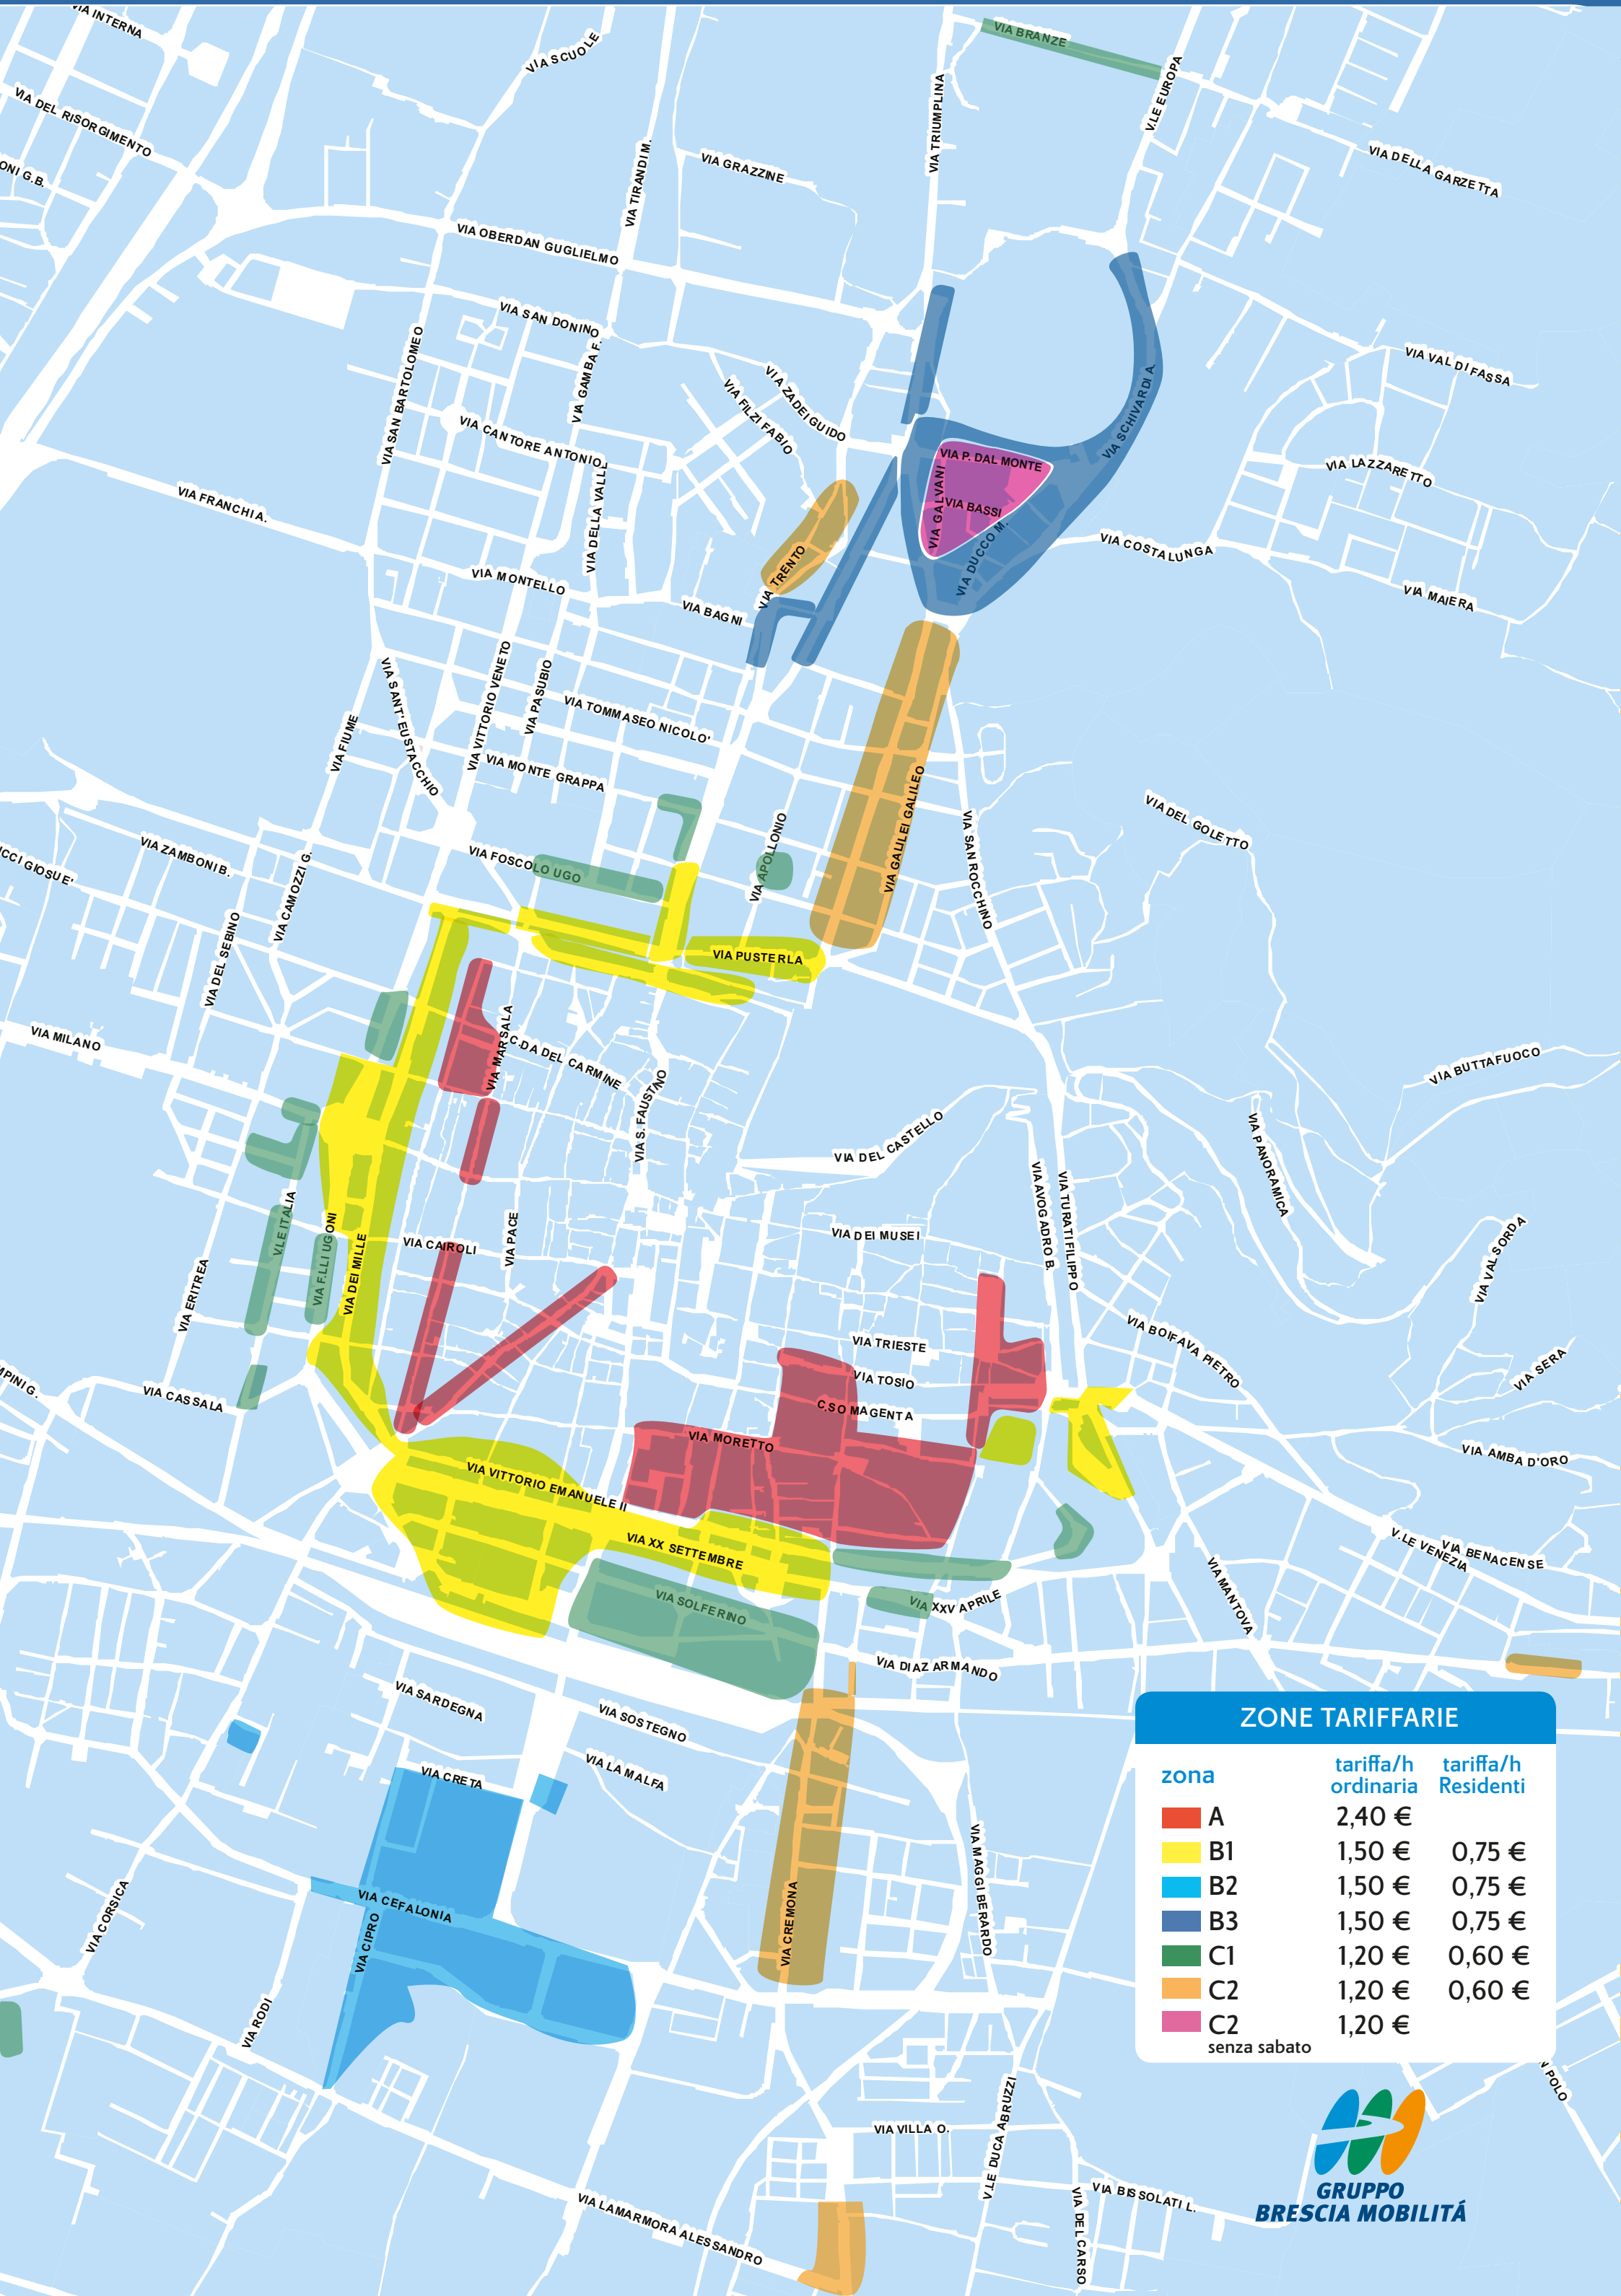 VIA INTERNA
VIA SCUOLE
VIA BRANZE
VIA TRIUMPLINA
V.LE EUROPA
VIA DEL RISORGIMENTO
ONI G.B.
VIA TIRANDI M.
VIA GRAZZINE
VIA DELLA GARZETTA
VIA OBERDAN GUGLIELMO
VIA SAN DONINO
VIA SAN BARTOLOMEO
VIA GAMBA F.
VIA ZADEI GUIDO
VIA FILZI FABIO
VIA VAL DI FASSA
VIA SCHIVARDI A.
VIA CANTORE ANTONIO
VIA P. DAL MONTE
VIA GALVANI
VIA BASSI
VIA DUCCO M.
VIA LAZZARETTO
VIA FRANCHI A.
VIA DELLA VALLE
VIA TRENTO
VIA COSTALUNGA
VIA MONTELLO
VIA BAGNI
VIA MAIERA
VIA SANT' EUSTACCHIO
VIA VITTORIO VENETO
VIA PASUBIO
VIA TOMMASEO NICOLO'
VIA FIUME
VIA MONTE GRAPPA
VIA GALILEI GALILEO
VIA SAN ROCCHINO
VIA DEL GOLETTO
VIA ZAMBONI B.
VIA CAMOZZI G.
CCI GIOSUE'
VIA FOSCOLO UGO
VIA APOLLONIO
VIA DEL SEBINO
VIA PUSTERLA
VIA MILANO
VIA MARSALA
C.DA DEL CARMINE
VIA S. FAUSTINO
VIA BUTTAFUOCO
VIA DEL CASTELLO
VIA PANORAMICA
VIA AVOGADRO B.
VIA TURATI FILIPPO
V.LE ITALIA
VIA F.LLI UGONI
VIA DEI MILLE
VIA CAIROLI
VIA PACE
VIA DEI MUSEI
VIA VALSORDA
VIA ERITREA
VIA BOIFAVA PIETRO
VIA TRIESTE
VIA TOSIO
VIA SERA
MPINI G.
VIA CASSALA
C.SO MAGENTA
VIA MORETTO
VIA AMBA D'ORO
VIA VITTORIO EMANUELE II
VIA XX SETTEMBRE
V.LE VENEZIA
VIA BENACENSE
VIA MANTOVA
VIA SOLFERINO
VIA XXV APRILE
VIA DIAZ ARMANDO
VIA SARDEGNA
VIA SOSTEGNO
VIA LA MALFA
VIA CRETA
VIA CORSICA
VIA CEFALONIA
VIA CIPRO
VIA CREMONA
VIA MAGGI BERARDO
VIA RODI
ZONE TARIFFARIE
zona tariffa/h ordinaria tariffa/h Residenti
A 2,40 €
B1 1,50 € 0,75 €
B2 1,50 € 0,75 €
B3 1,50 € 0,75 €
C1 1,20 € 0,60 €
C2 1,20 € 0,60 €
C2 1,20 €
senza sabato
N POLO
VIA VILLA O.
V.LE DUCA ABRUZZI
VIA BISSOLATI L.
VIA DEL CARSO
VIA LAMARMORA ALESSANDRO
GRUPPO
BRESCIA MOBILITÁ